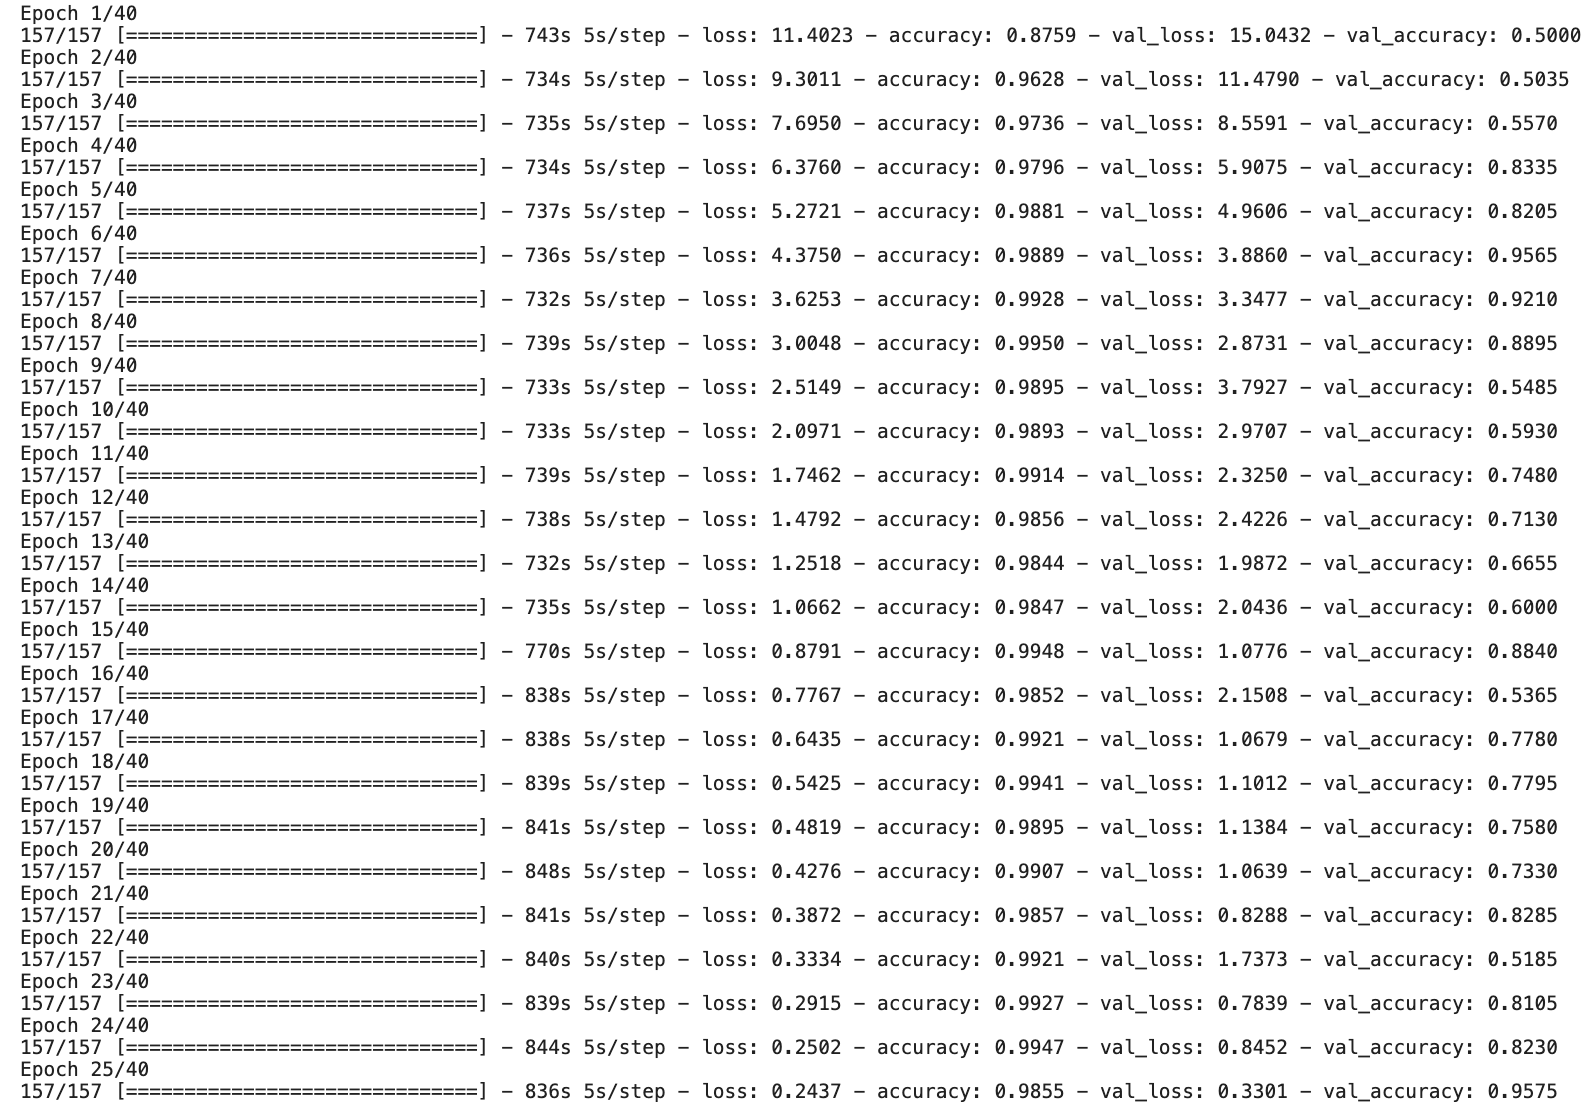 Epoch 1/40
157/157 [==============================] - 743s 5s/step - loss: 11.4023 - accuracy: 0.8759 - val_loss: 15.0432 - val_accuracy: 0.5000
Epoch 2/40
157/157 [==============================] - 734s 5s/step - loss: 9.3011 - accuracy: 0.9628 - val_loss: 11.4790 - val_accuracy: 0.5035
Epoch 3/40
157/157 [==============================] - 735s 5s/step - loss: 7.6950 - accuracy: 0.9736 - val_loss: 8.5591 - val_accuracy: 0.5570
Epoch 4/40
157/157 [==============================] - 734s 5s/step - loss: 6.3760 - accuracy: 0.9796 - val_loss: 5.9075 - val_accuracy: 0.8335
Epoch 5/40
157/157 [==============================] - 737s 5s/step - loss: 5.2721 - accuracy: 0.9881 - val_loss: 4.9606 - val_accuracy: 0.8205
Epoch 6/40
157/157 [==============================] - 736s 5s/step - loss: 4.3750 - accuracy: 0.9889 - val_loss: 3.8860 - val_accuracy: 0.9565
Epoch 7/40
157/157 [==============================] - 732s 5s/step - loss: 3.6253 - accuracy: 0.9928 - val_loss: 3.3477 - val_accuracy: 0.9210
Epoch 8/40
157/157 [==============================] - 739s 5s/step - loss: 3.0048 - accuracy: 0.9950 - val_loss: 2.8731 - val_accuracy: 0.8895
Epoch 9/40
157/157 [==============================] - 733s 5s/step - loss: 2.5149 - accuracy: 0.9895 - val_loss: 3.7927 - val_accuracy: 0.5485
Epoch 10/40
157/157 [==============================] - 733s 5s/step - loss: 2.0971 - accuracy: 0.9893 - val_loss: 2.9707 - val_accuracy: 0.5930
Epoch 11/40
157/157 [==============================] - 739s 5s/step - loss: 1.7462 - accuracy: 0.9914 - val_loss: 2.3250 - val_accuracy: 0.7480
Epoch 12/40
157/157 [==============================] - 738s 5s/step - loss: 1.4792 - accuracy: 0.9856 - val_loss: 2.4226 - val_accuracy: 0.7130
Epoch 13/40
157/157 [==============================] - 732s 5s/step - loss: 1.2518 - accuracy: 0.9844 - val_loss: 1.9872 - val_accuracy: 0.6655
Epoch 14/40
157/157 [==============================] - 735s 5s/step - loss: 1.0662 - accuracy: 0.9847 - val_loss: 2.0436 - val_accuracy: 0.6000
Epoch 15/40
157/157 [==============================] - 770s 5s/step - loss: 0.8791 - accuracy: 0.9948 - val_loss: 1.0776 - val_accuracy: 0.8840
Epoch 16/40
157/157 [==============================] - 838s 5s/step - loss: 0.7767 - accuracy: 0.9852 - val_loss: 2.1508 - val_accuracy: 0.5365
Epoch 17/40
157/157 [==============================] - 838s 5s/step - loss: 0.6435 - accuracy: 0.9921 - val_loss: 1.0679 - val_accuracy: 0.7780
Epoch 18/40
157/157 [==============================] - 839s 5s/step - loss: 0.5425 - accuracy: 0.9941 - val_loss: 1.1012 - val_accuracy: 0.7795
Epoch 19/40
157/157 [==============================] - 841s 5s/step - loss: 0.4819 - accuracy: 0.9895 - val_loss: 1.1384 - val_accuracy: 0.7580
Epoch 20/40
157/157 [==============================] - 848s 5s/step - loss: 0.4276 - accuracy: 0.9907 - val_loss: 1.0639 - val_accuracy: 0.7330
Epoch 21/40
157/157 [==============================] - 841s 5s/step - loss: 0.3872 - accuracy: 0.9857 - val_loss: 0.8288 - val_accuracy: 0.8285
Epoch 22/40
157/157 [==============================] - 840s 5s/step - loss: 0.3334 - accuracy: 0.9921 - val_loss: 1.7373 - val_accuracy: 0.5185
Epoch 23/40
157/157 [==============================] - 839s 5s/step - loss: 0.2915 - accuracy: 0.9927 - val_loss: 0.7839 - val_accuracy: 0.8105
Epoch 24/40
157/157 [==============================] - 844s 5s/step - loss: 0.2502 - accuracy: 0.9947 - val_loss: 0.8452 - val_accuracy: 0.8230
Epoch 25/40
157/157 [==============================] - 836s 5s/step - loss: 0.2437 - accuracy: 0.9855 - val_loss: 0.3301 - val_accuracy: 0.9575